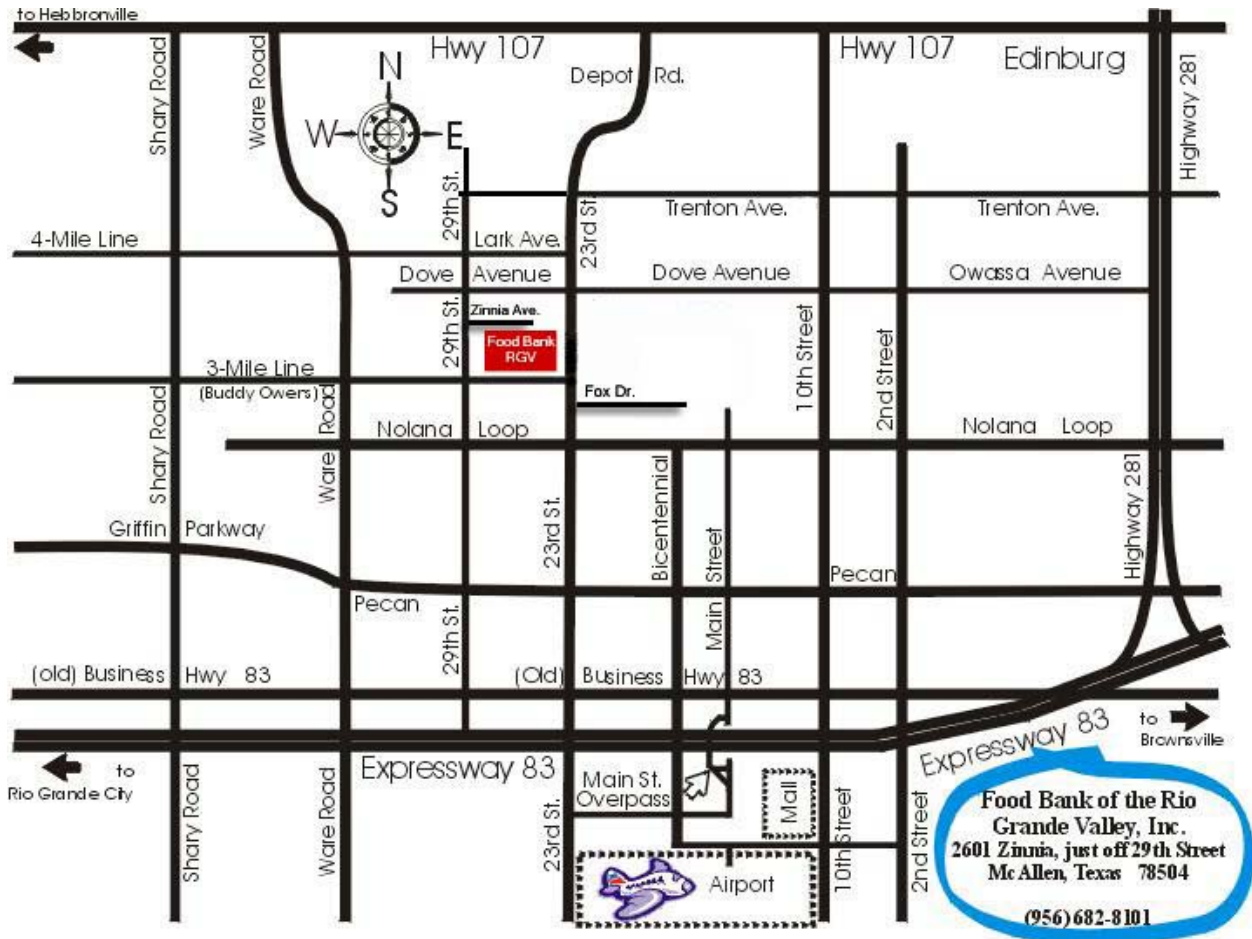 to Hebbronville
Hwy 107
Hwy 107
Edinburg
Depot Rd.
Shary Road
Ware Road
Highway 281
N
W E
S
29th St.
23rd St.
Trenton Ave.
Trenton Ave.
4-Mile Line
Lark Ave.
Dove Avenue
Dove Avenue
Owassa Avenue
Zinnia Ave.
29th St.
Food Bank
RGV
10th Street
2nd Street
3-Mile Line
(Buddy Owers)
Fox Dr.
Shary Road
Ware Road
Nolana Loop
Nolana Loop
Griffin Parkway
23rd St.
Bicentennial
Main Street
Highway 281
Pecan
Pecan
29th St.
(old) Business Hwy 83
(Old) Business Hwy 83
Expressway 83
to
Brownsville
to
Rio Grande City
Expressway 83
Main St.
Overpass
Mall
Shary Road
Ware Road
23rd St.
Airport
10th Street
2nd Street
Food Bank of the Rio
Grande Valley, Inc.
2601 Zinnia, just off 29th Street
McAllen, Texas 78504
(956) 682-8101